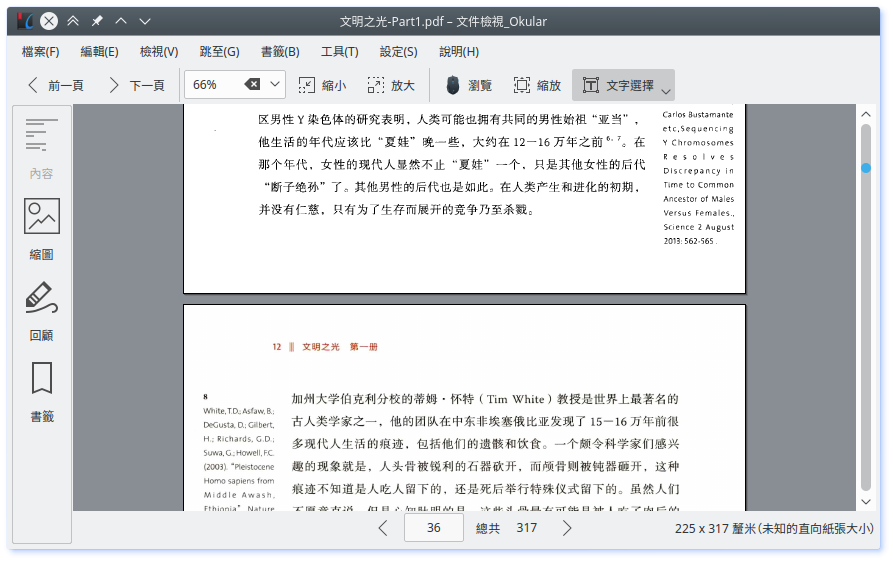 文明之光-Part1.pdf – 文件檢視_Okular
檔案(F) 編輯(E) 檢視(V) 跳至(G) 書籤(B) 工具(T) 設定(S) 說明(H)
前一頁 下一頁 66% 縮小 放大 瀏覽 縮放 文字選擇
內容
縮圖
回顧
書籤
区男性 Y 染色体的研究表明，人类可能也拥有共同的男性始祖“亚当”，
他生活的年代应该比“夏娃”晚一些，大约在 12—16 万年之前 6，7。在
那个年代，女性的现代人显然不止“夏娃”一个，只是其他女性的后代
“断子绝孙”了。其他男性的后代也是如此。在人类产生和进化的初期，
并没有仁慈，只有为了生存而展开的竞争乃至杀戮。
Carlos Bustamante
etc,Sequencing
Y Chromosomes
Resolves
Discrepancy in
Time to Common
Ancestor of Males
Versus Females.,
Science 2 August
2013: 562-565 .
12 文明之光 第一册
8
White,T.D.; Asfaw, B.;
DeGusta, D.; Gilbert,
H.; Richards, G.D.;
Suwa, G.; Howell, F.C.
(2003). "Pleistocene
Homo sapiens from
Middle Awash,
Ethiopia". Nature
加州大学伯克利分校的蒂姆·怀特（Tim White）教授是世界上最著名的
古人类学家之一，他的团队在中东非埃塞俄比亚发现了 15—16 万年前很
多现代人生活的痕迹，包括他们的遗骸和饮食。一个颇令科学家们感兴
趣的现象就是，人头骨被锐利的石器砍开，而颅骨则被钝器砸开，这种
痕迹不知道是人吃人留下的，还是死后举行特殊仪式留下的。虽然人们
36 總共 317
225 x 317 釐米(未知的直向紙張大小)